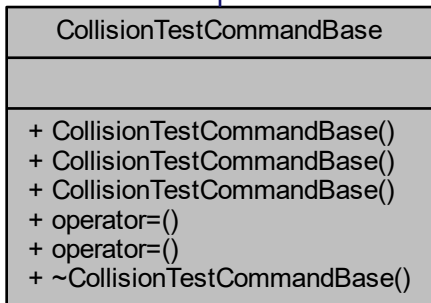 CollisionTestCommandBase
+ CollisionTestCommandBase()
+ CollisionTestCommandBase()
+ CollisionTestCommandBase()
+ operator=()
+ operator=()
+ ~CollisionTestCommandBase()